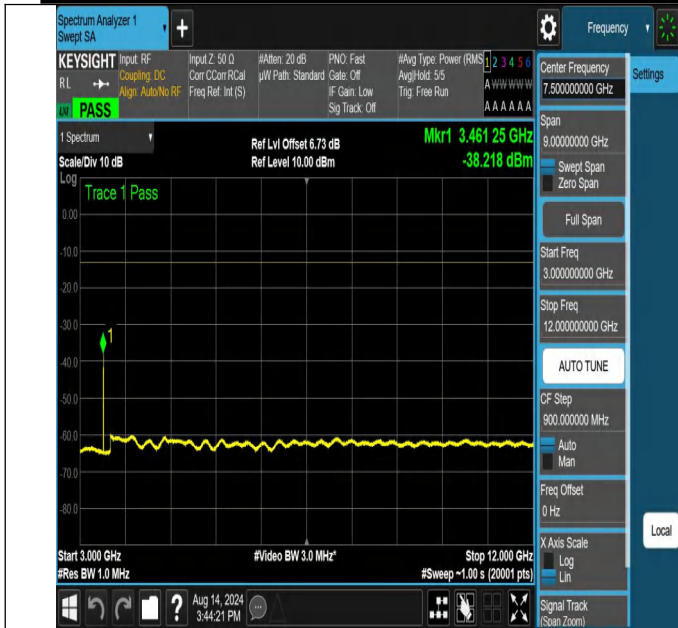 Spectrum Analyzer 1
Swept SA
+
Frequency
KEYSIGHT Input: RF
RL
Coupling: DC
Align: Auto/No RF
Input Z: 50 Ω
Corr CCorr RCal
Freq Ref: Int (S)
#Atten: 20 dB
µW Path: Standard
PNO: Fast
Gate: Off
IF Gain: Low
Sig Track: Off
#Avg Type: Power (RMS)
Avg|Hold: 5/5
Trig: Free Run
1 2 3 4 5 6
A W W W W W
A A A A A A
LXI PASS
1 Spectrum
Scale/Div 10 dB
Ref Lvl Offset 6.73 dB
Ref Level 10.00 dBm
Mkr1 3.461 25 GHz
-38.218 dBm
Log
Trace 1 Pass
0.00
-10.0
-20.0
-30.0
1
-40.0
-50.0
-60.0
-70.0
-80.0
Start 3.000 GHz
#Res BW 1.0 MHz
#Video BW 3.0 MHz*
Stop 12.000 GHz
#Sweep ~1.00 s (20001 pts)
Aug 14, 2024
3:44:21 PM
?
Center Frequency
7.500000000 GHz
Settings
Span
9.00000000 GHz
Swept Span
Zero Span
Full Span
Start Freq
3.000000000 GHz
Stop Freq
12.000000000 GHz
AUTO TUNE
CF Step
900.000000 MHz
Auto
Man
Freq Offset
0 Hz
Local
X Axis Scale
Log
Lin
Signal Track
(Span Zoom)